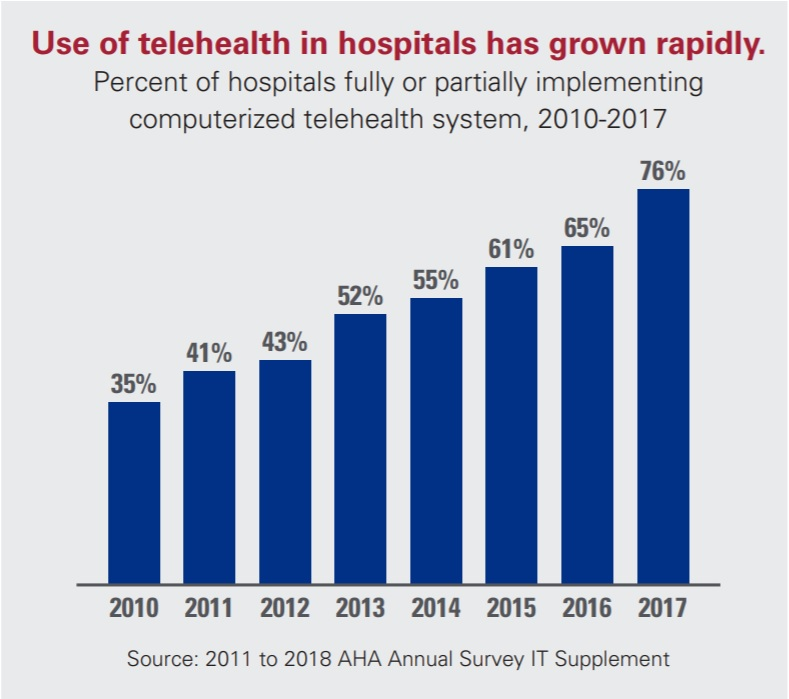 Use of telehealth in hospitals has grown rapidly.
Percent of hospitals fully or partially implementing
computerized telehealth system, 2010-2017
76%
65%
61%
55%
52%
43%
41%
35%
2010 2011 2012 2013 2014 2015 2016 2017
Source: 2011 to 2018 AHA Annual Survey IT Supplement